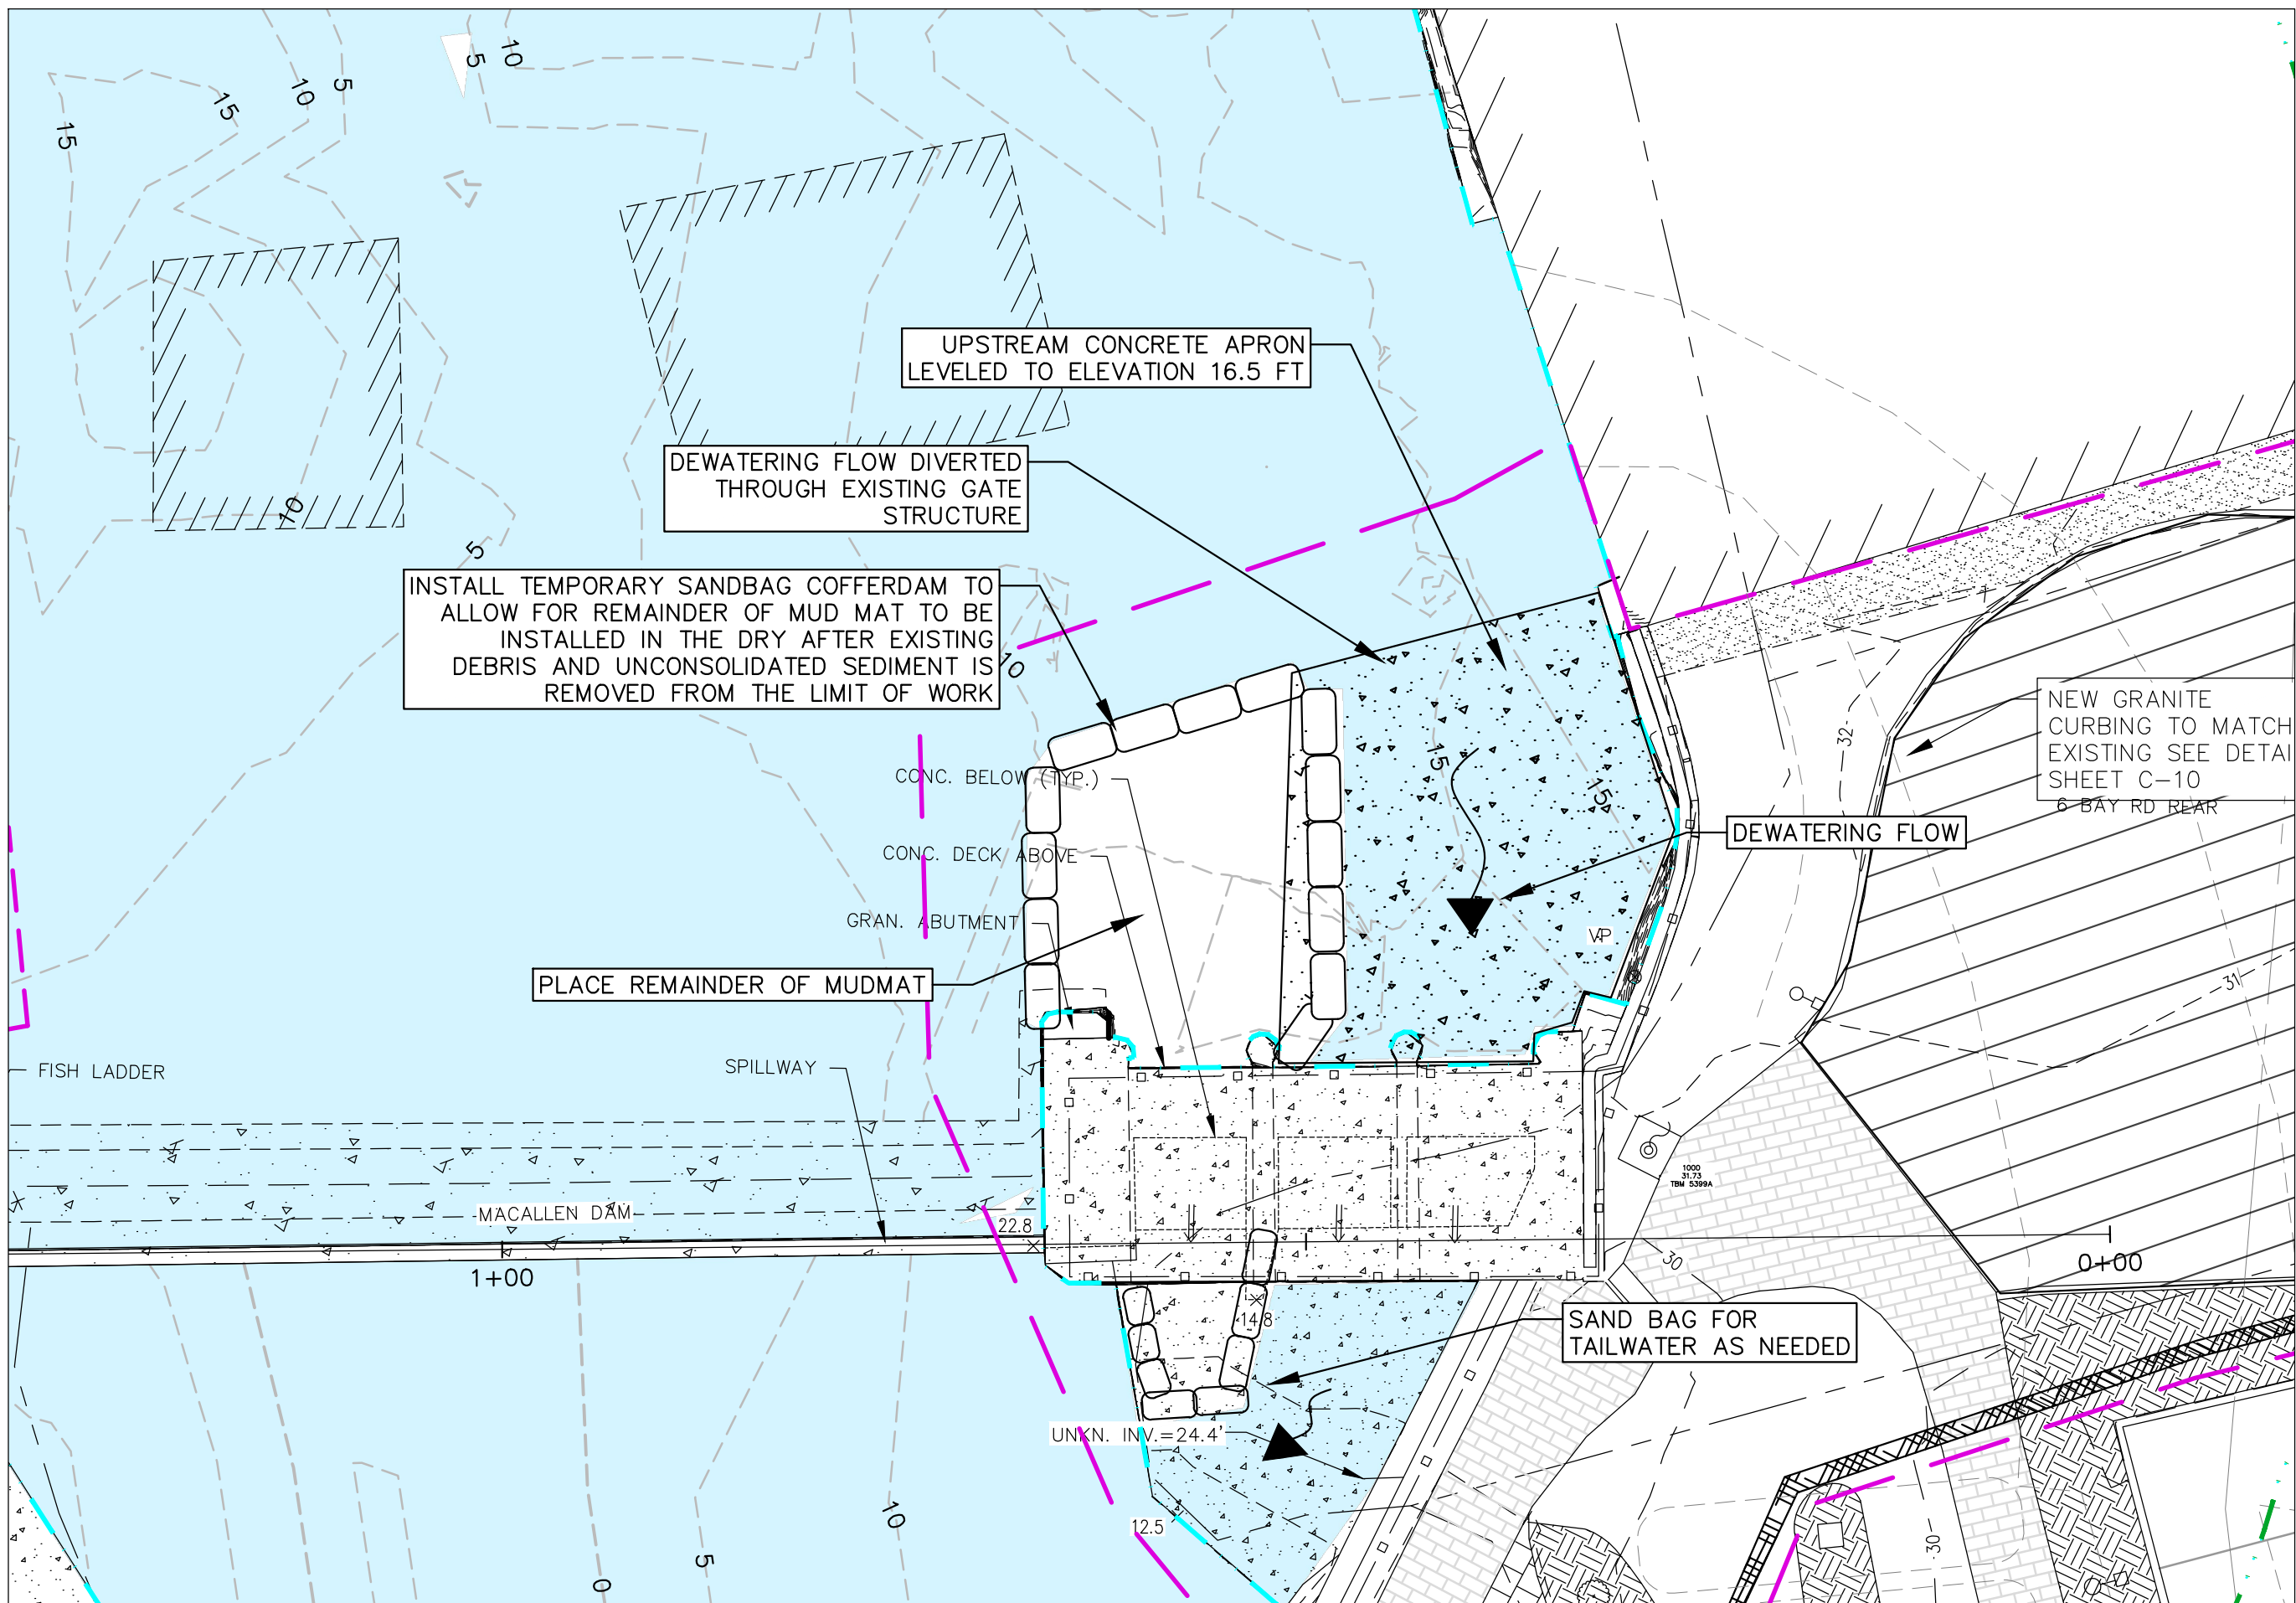 5
10
15
10
5
15
UPSTREAM CONCRETE APRON
LEVELED TO ELEVATION 16.5 FT
DEWATERING FLOW DIVERTED
THROUGH EXISTING GATE
STRUCTURE
10
5
INSTALL TEMPORARY SANDBAG COFFERDAM TO
ALLOW FOR REMAINDER OF MUD MAT TO BE
INSTALLED IN THE DRY AFTER EXISTING
DEBRIS AND UNCONSOLIDATED SEDIMENT IS
REMOVED FROM THE LIMIT OF WORK
10
NEW GRANITE
CURBING TO MATCH
EXISTING SEE DETAI
SHEET C-10
6 BAY RD REAR
32
15
15
CONC. BELOW (TYP.)
DEWATERING FLOW
CONC. DECK ABOVE
GRAN. ABUTMENT
VP
PLACE REMAINDER OF MUDMAT
31
FISH LADDER
SPILLWAY
1000
31.73
TBM 5399A
MACALLEN DAM
22.8
30
1+00
0+00
14.8
SAND BAG FOR
TAILWATER AS NEEDED
UNKN. INV.=24.4'
12.5
10
5
0
30